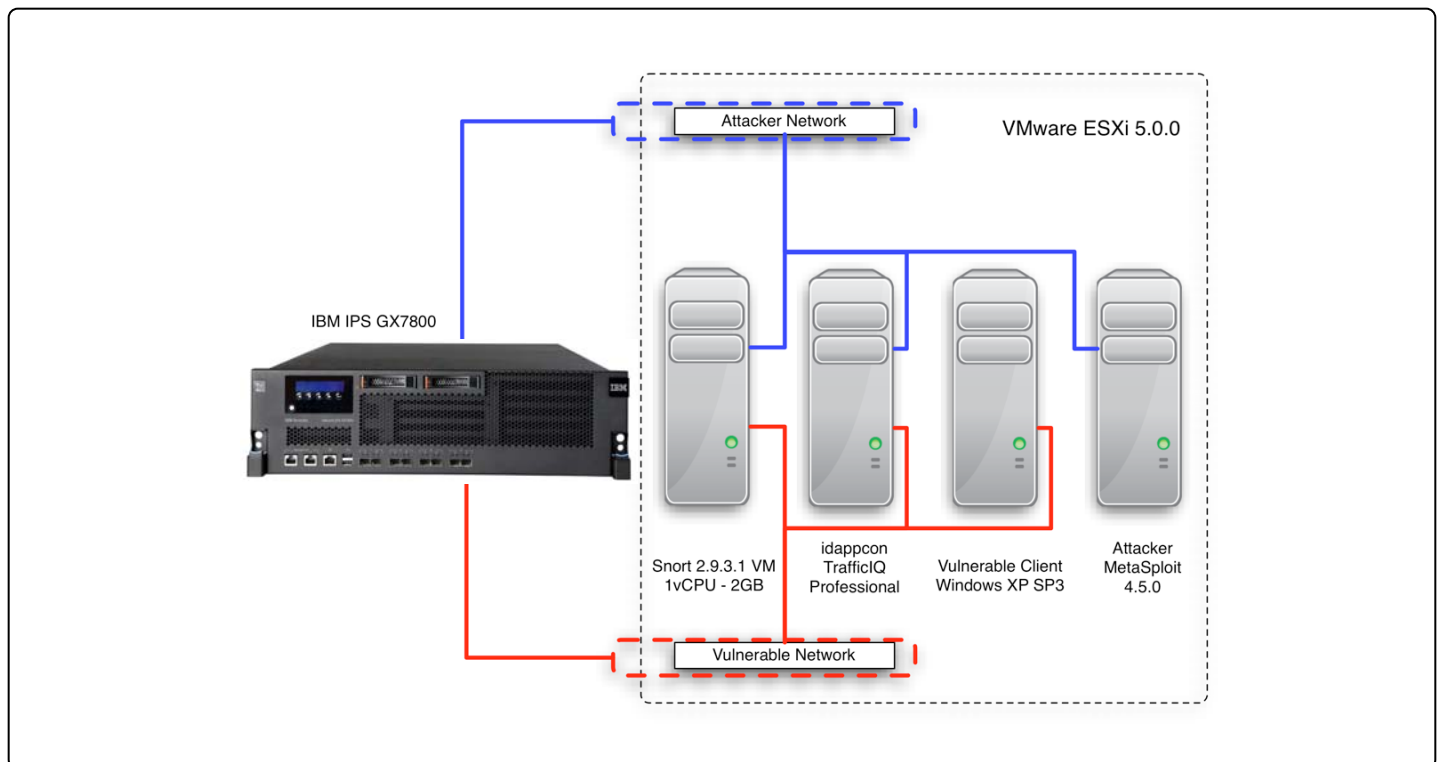 Attacker Network
VMware ESXi 5.0.0
IBM IPS GX7800
IBM
Snort 2.9.3.1 VM
1vCPU - 2GB
idappcon
TrafficIQ
Professional
Vulnerable Client
Windows XP SP3
Attacker
MetaSploit
4.5.0
Vulnerable Network